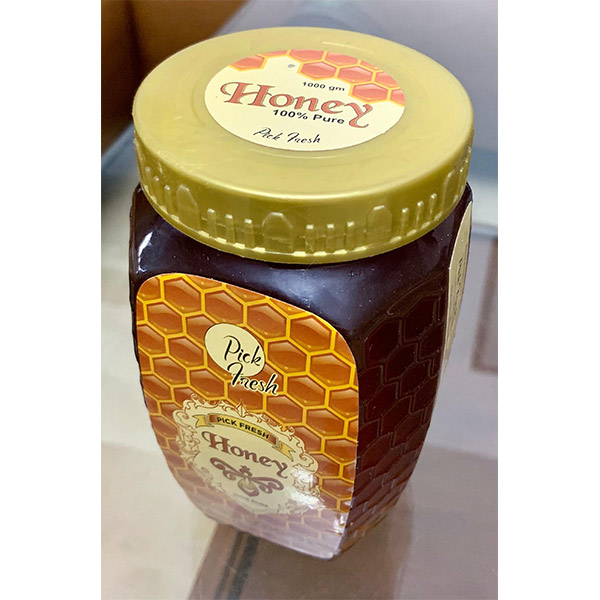 1000 gm
Honey
100% Pure
Pick Fresh
Pick
Fresh
PICK FRESH
Honey